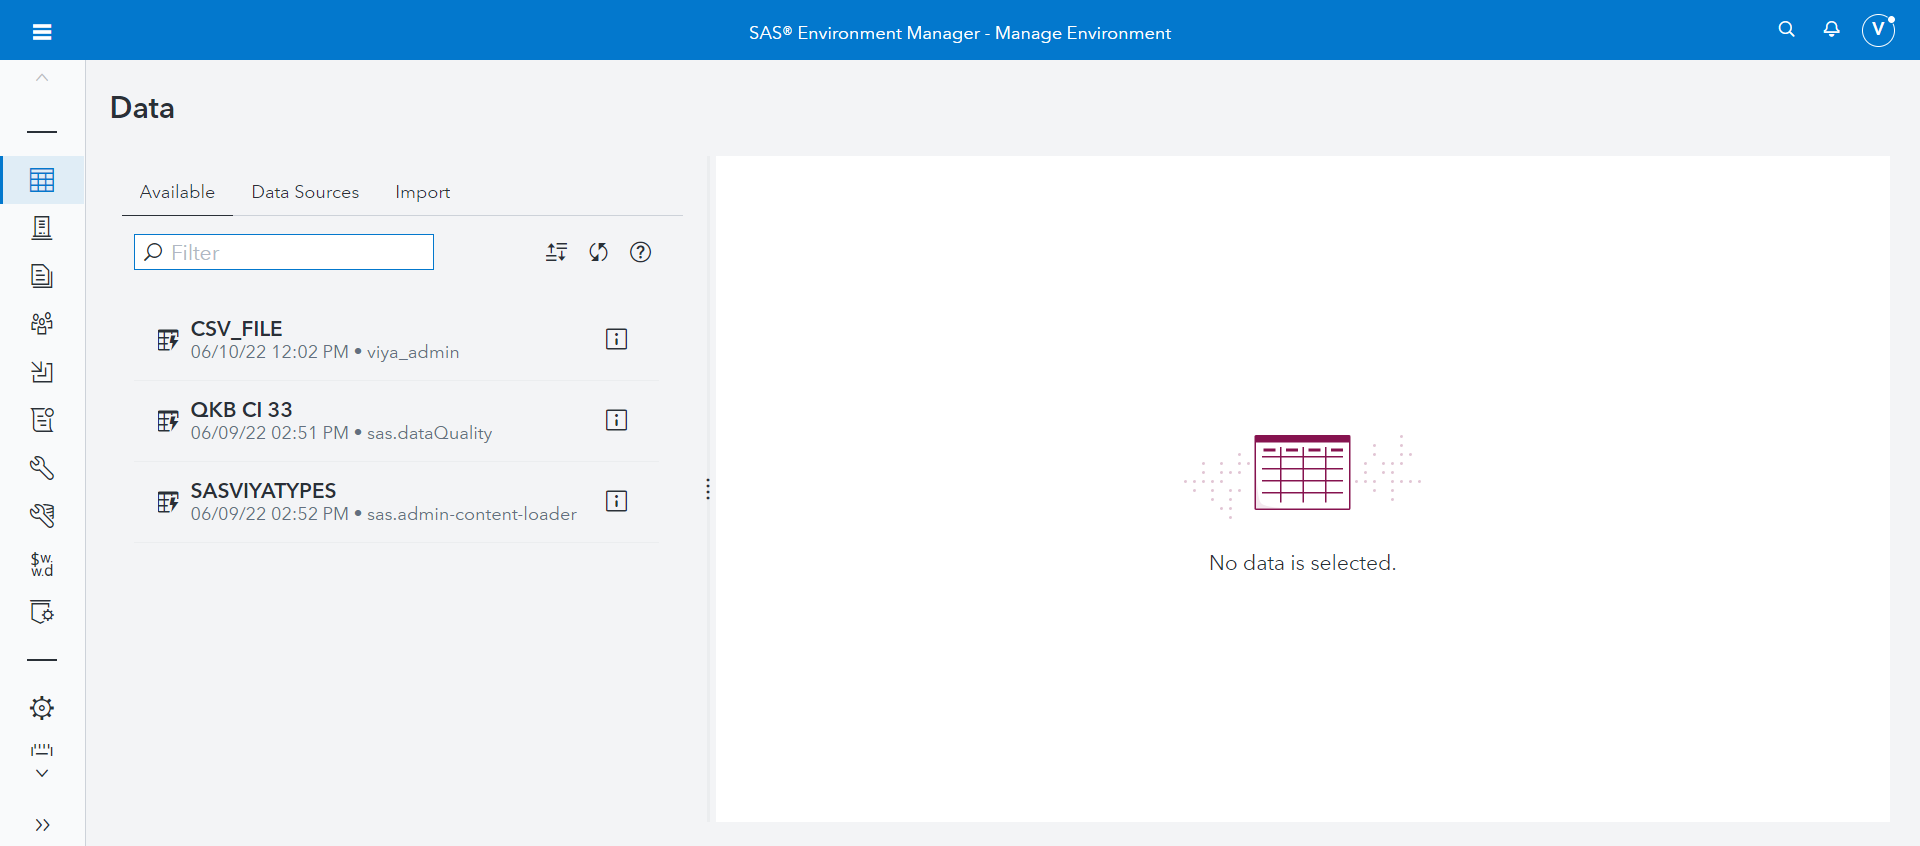 SAS® Environment Manager - Manage Environment
V
Data
Available
Data Sources
Import
Filter
CSV_FILE
06/10/22 12:02 PM • viya_admin
QKB CI 33
06/09/22 02:51 PM • sas.dataQuality
SASVIYATYPES
06/09/22 02:52 PM • sas.admin-content-loader
$w.
w.d
No data is selected.